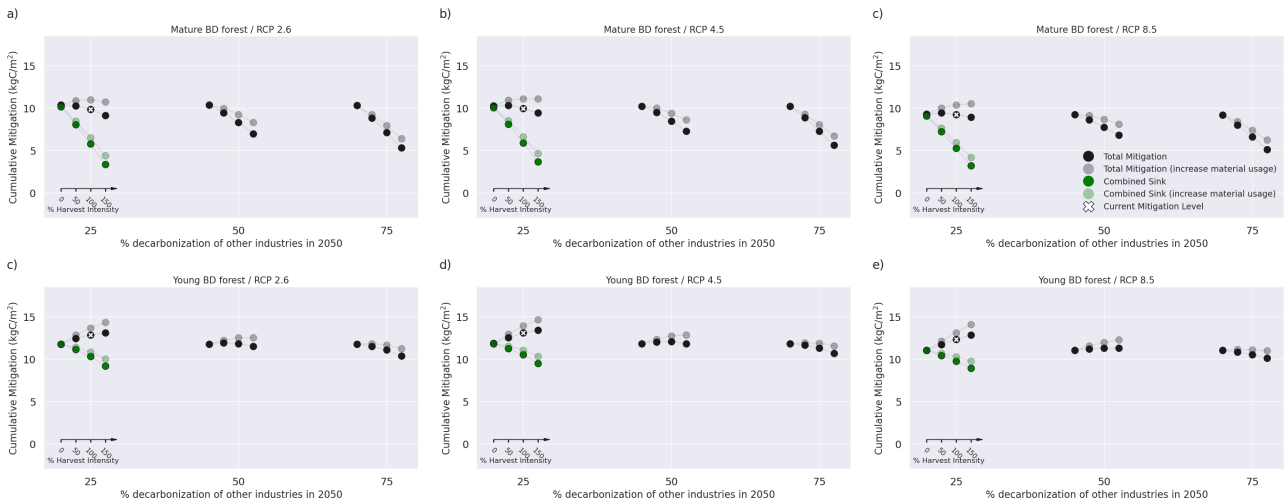 a)
Mature BD forest / RCP 2.6
Cumulative Mitigation (kgC/m²)
15
10
5
0
0
50
100
150
% Harvest Intensity
25
50
75
% decarbonization of other industries in 2050
b)
Mature BD forest / RCP 4.5
Cumulative Mitigation (kgC/m²)
15
10
5
0
0
50
100
150
% Harvest Intensity
25
50
75
% decarbonization of other industries in 2050
c)
Mature BD forest / RCP 8.5
Cumulative Mitigation (kgC/m²)
15
10
5
0
0
50
100
150
% Harvest Intensity
Total Mitigation
Total Mitigation (increase material usage)
Combined Sink
Combined Sink (increase material usage)
Current Mitigation Level
25
50
75
% decarbonization of other industries in 2050
c)
Young BD forest / RCP 2.6
Cumulative Mitigation (kgC/m²)
15
10
5
0
0
50
100
150
% Harvest Intensity
25
50
75
% decarbonization of other industries in 2050
d)
Young BD forest / RCP 4.5
Cumulative Mitigation (kgC/m²)
15
10
5
0
0
50
100
150
% Harvest Intensity
25
50
75
% decarbonization of other industries in 2050
e)
Young BD forest / RCP 8.5
Cumulative Mitigation (kgC/m²)
15
10
5
0
0
50
100
150
% Harvest Intensity
25
50
75
% decarbonization of other industries in 2050